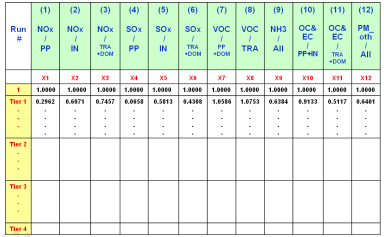 Run # (1) NOx / PP (2) NOx / IN (3) NOx / TRA +DOM (4) SOx / PP (5) SOx / IN (6) SOx / TRA +DOM (7) VOC / PP +DOM (8) VOC / TRA (9) NH3 / All (10) OC& EC / PP+IN (11) OC& EC / TRA +DOM (12) PM_ oth / All
X1 X2 X3 X4 X5 X6 X7 X8 X9 X10 X11 X12
1 1.0000 1.0000 1.0000 1.0000 1.0000 1.0000 1.0000 1.0000 1.0000 1.0000 1.0000 1.0000
Tier 1 0.2962 0.6071 0.7457 0.0658 0.5813 0.4308 1.0586 1.0753 0.6384 0.9133 0.5117 0.6401
Tier 2
Tier 3
Tier 4